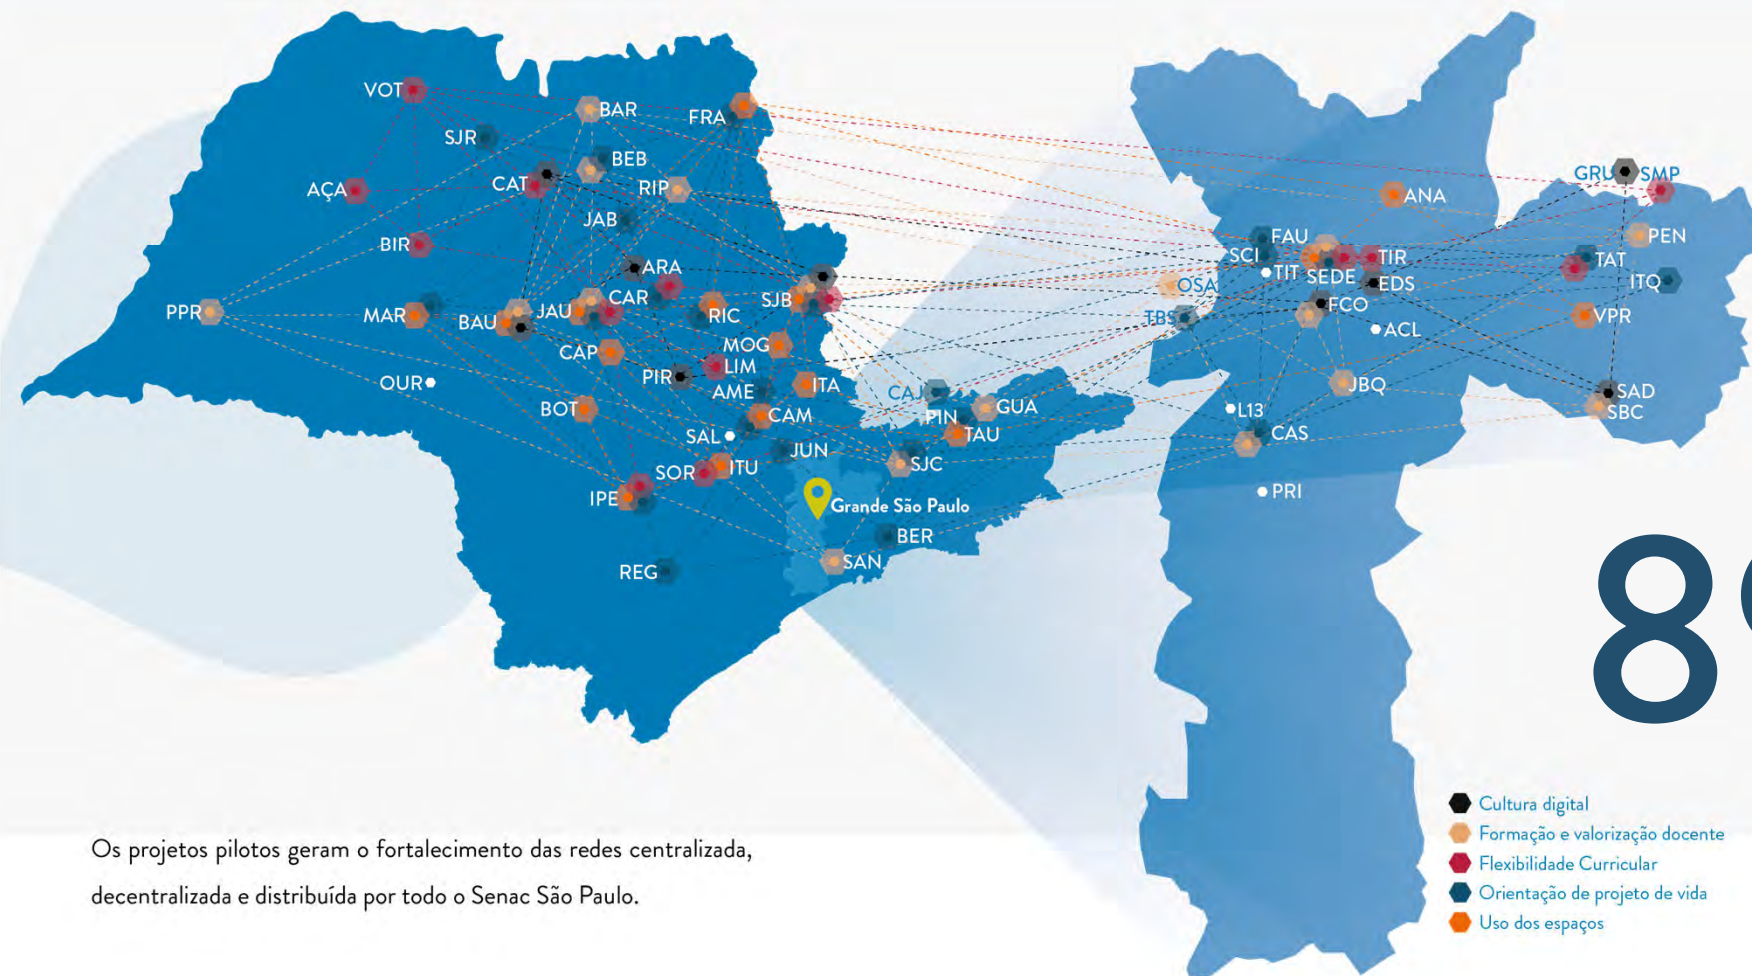 VOT
BAR
FRA
SJR
BEB
AÇA
CAT
RIP
JAB
BIR
ARA
CAR
SJB
PPR
MAR
BAU
JAU
RIC
CAP
MOG
PIR
LIM
OUR
AME
ITA
BOT
CAM
SAL
JUN
SOR
ITU
IPE
REG
CAJ
PIN
GUA
TAU
SJC
Grande São Paulo
BER
SAN
GRU
SMP
ANA
PEN
FAU
SCI
TIT
SEDE
TIR
EDS
TAT
ITQ
OSA
TBS
FCO
ACL
VPR
JBQ
SAD
SBC
L13
CAS
PRI
8
Cultura digital
Formação e valorização docente
Flexibilidade Curricular
Orientação de projeto de vida
Uso dos espaços
Os projetos pilotos geram o fortalecimento das redes centralizada,
decentralizada e distribuída por todo o Senac São Paulo.